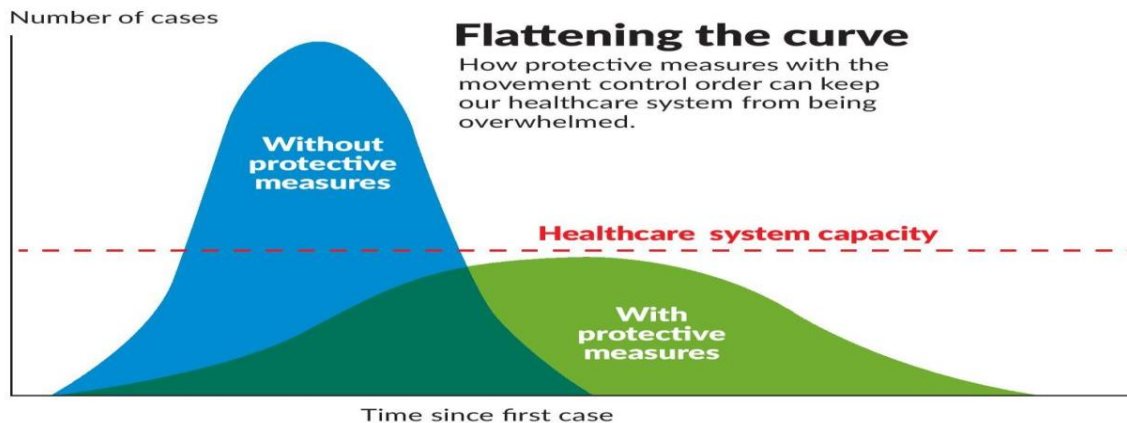 Number of cases
Flattening the curve
How protective measures with the
movement control order can keep
our healthcare system from being
overwhelmed.
Without
protective
measures
Healthcare system capacity
With
protective
measures
Time since first case